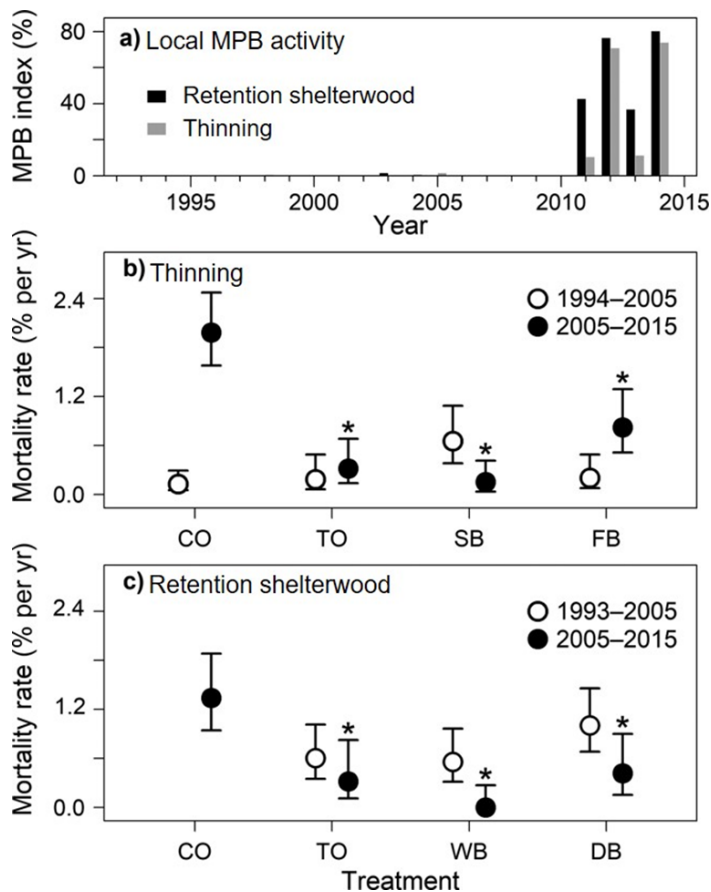 a) Local MPB activity
MPB index (%)
80
40
0
Retention shelterwood
Thinning
1995 2000 2005 2010 2015
Year
b) Thinning
Mortality rate (% per yr)
2.4
1.2
0.0
1994–2005
2005–2015
* * *
CO TO SB FB
c) Retention shelterwood
Mortality rate (% per yr)
2.4
1.2
0.0
1993–2005
2005–2015
* * *
CO TO WB DB
Treatment